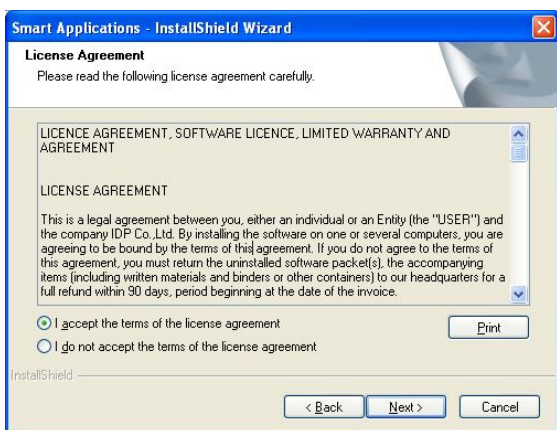 Smart Applications - InstallShield Wizard
License Agreement
Please read the following license agreement carefully.
LICENCE AGREEMENT, SOFTWARE LICENCE, LIMITED WARRANTY AND
AGREEMENT
LICENSE AGREEMENT
This is a legal agreement between you, either an individual or an Entity (the ''USER'') and
the company IDP Co.,Ltd. By installing the software on one or several computers, you are
agreeing to be bound by the terms of this agreement. If you do not agree to the terms of
this agreement, you must return the uninstalled software packet(s), the accompanying
items (including written materials and binders or other containers) to our headquarters for a
full refund within 90 days, period beginning at the date of the invoice.
I accept the terms of the license agreement
Print
I do not accept the terms of the license agreement
InstallShield
< Back
Next >
Cancel